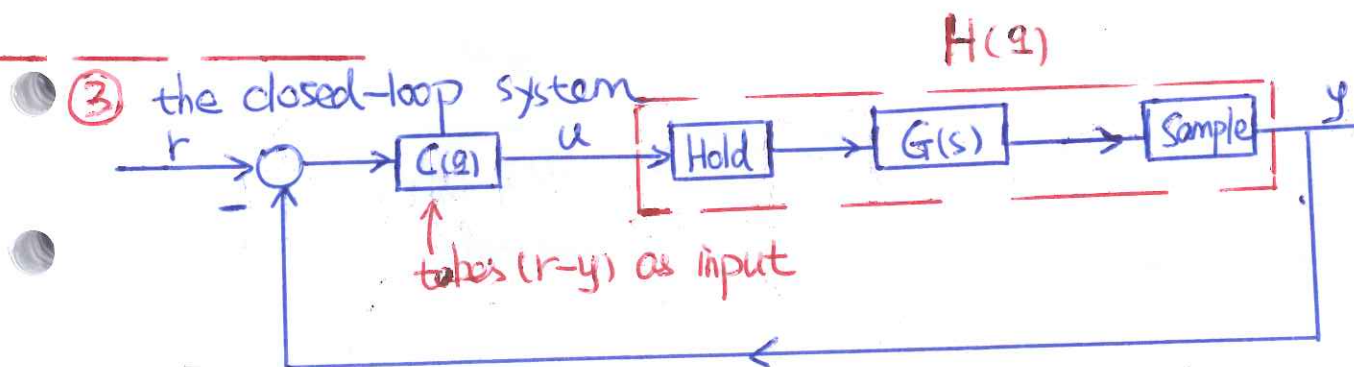 H(q)
③ the closed-loop system
r u y
C(q) Hold G(s) Sample
-
takes (r-y) as input